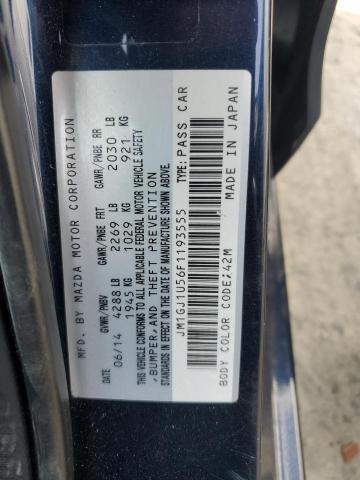 MFD. BY MAZDA MOTOR CORPORATION
DATE GVWR/PNBV GAWR/PNBE FRT GAWR/PNBE RR
06/14 4288 LB 2269 LB 2030 LB
1945 KG 1029 KG 921 KG
THIS VEHICLE CONFORMS TO ALL APPLICABLE FEDERAL MOTOR VEHICLE SAFETY
, BUMPER, AND THEFT PREVENTION STANDARDS IN EFFECT ON THE DATE OF MANUFACTURE SHOWN ABOVE.
JM1GJ1U56F1193555 TYPE:PASS CAR
BODY COLOR CODE:42M MADE IN JAPAN